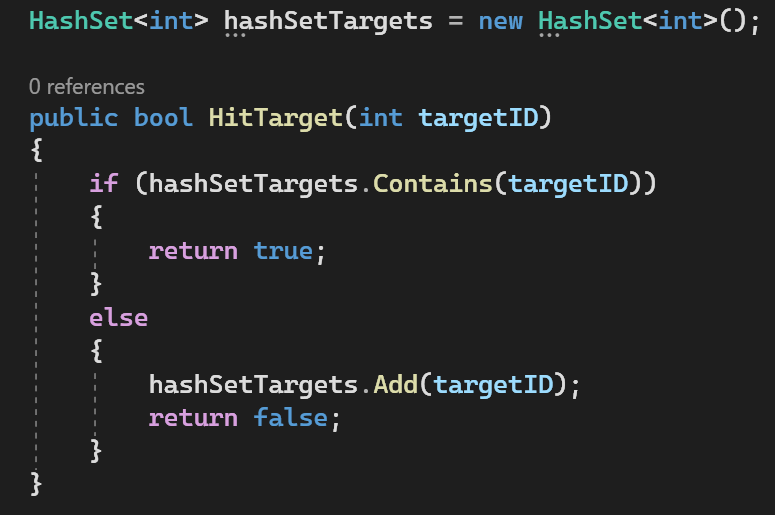 HashSet<int> hashSetTargets = new HashSet<int>();
0 references
public bool HitTarget(int targetID)
{
if (hashSetTargets.Contains(targetID))
{
return true;
}
else
{
hashSetTargets.Add(targetID);
return false;
}
}